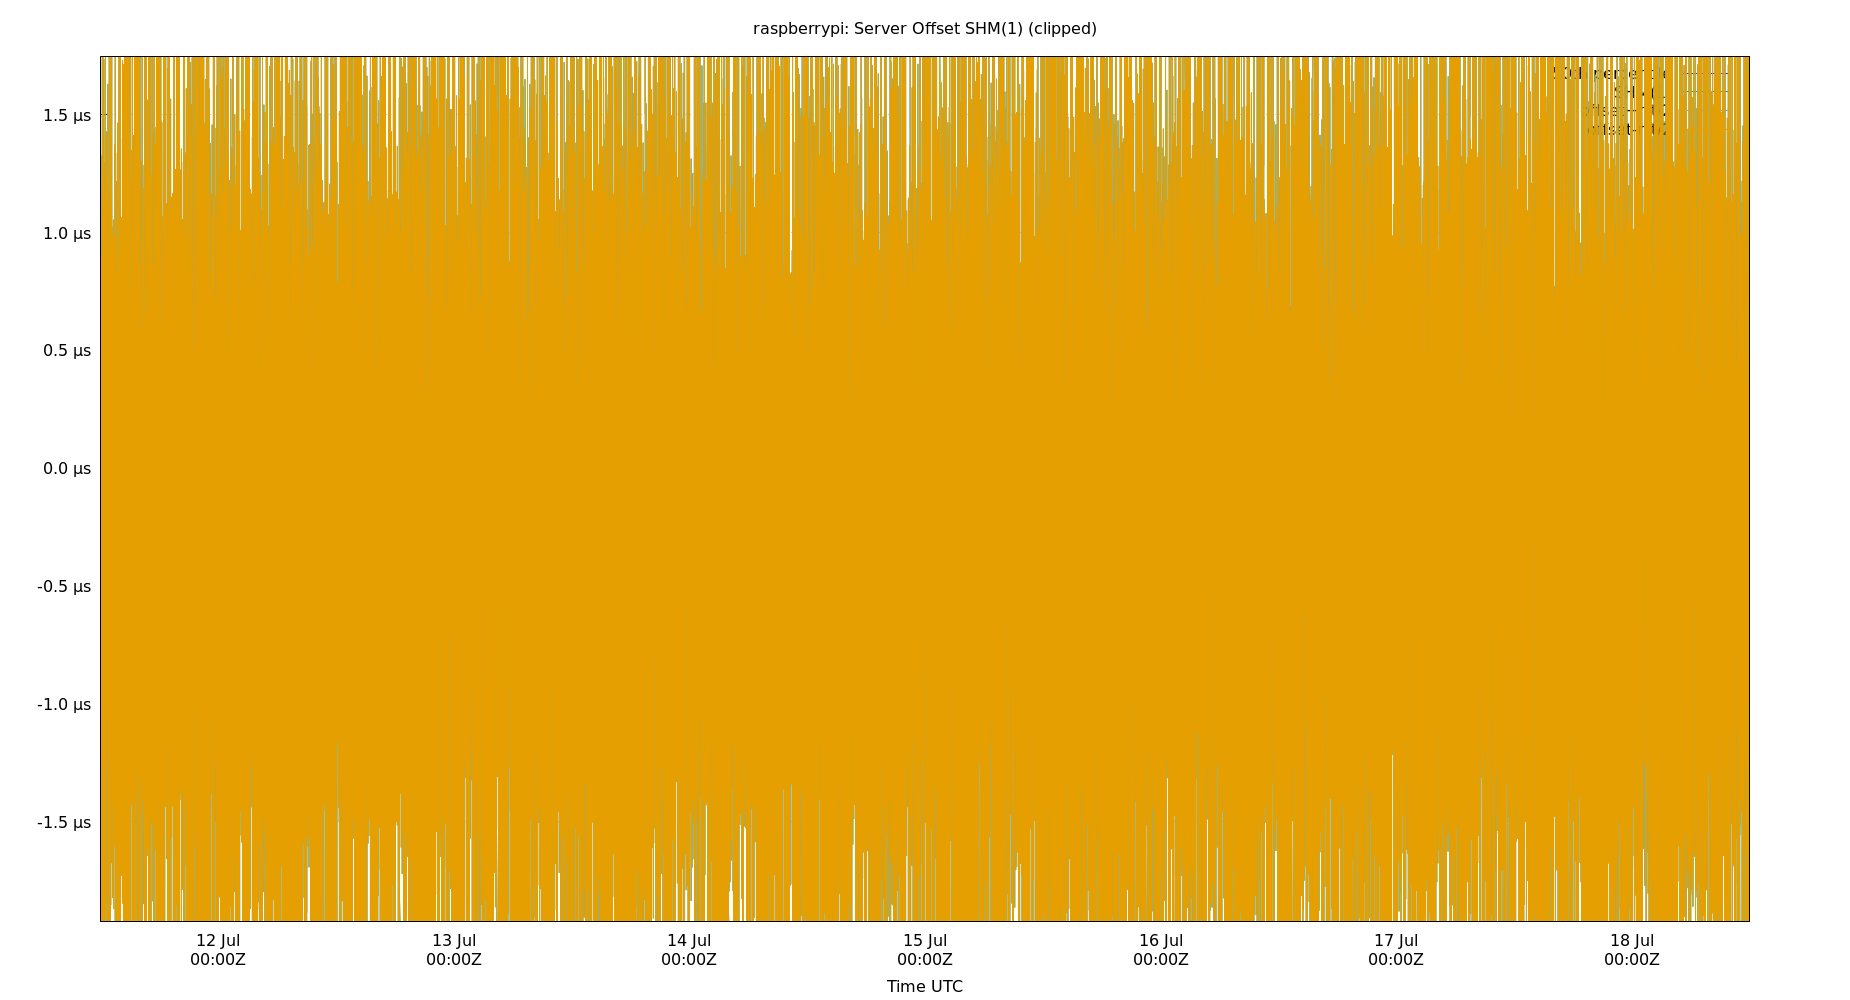 raspberrypi: Server Offset SHM(1) (clipped)
1.5 μs
1.0 μs
0.5 μs
0.0 μs
-0.5 μs
-1.0 μs
-1.5 μs
12 Jul 13 Jul 14 Jul 15 Jul 16 Jul 17 Jul 18 Jul
00:00Z 00:00Z 00:00Z 00:00Z 00:00Z 00:00Z 00:00Z
Time UTC